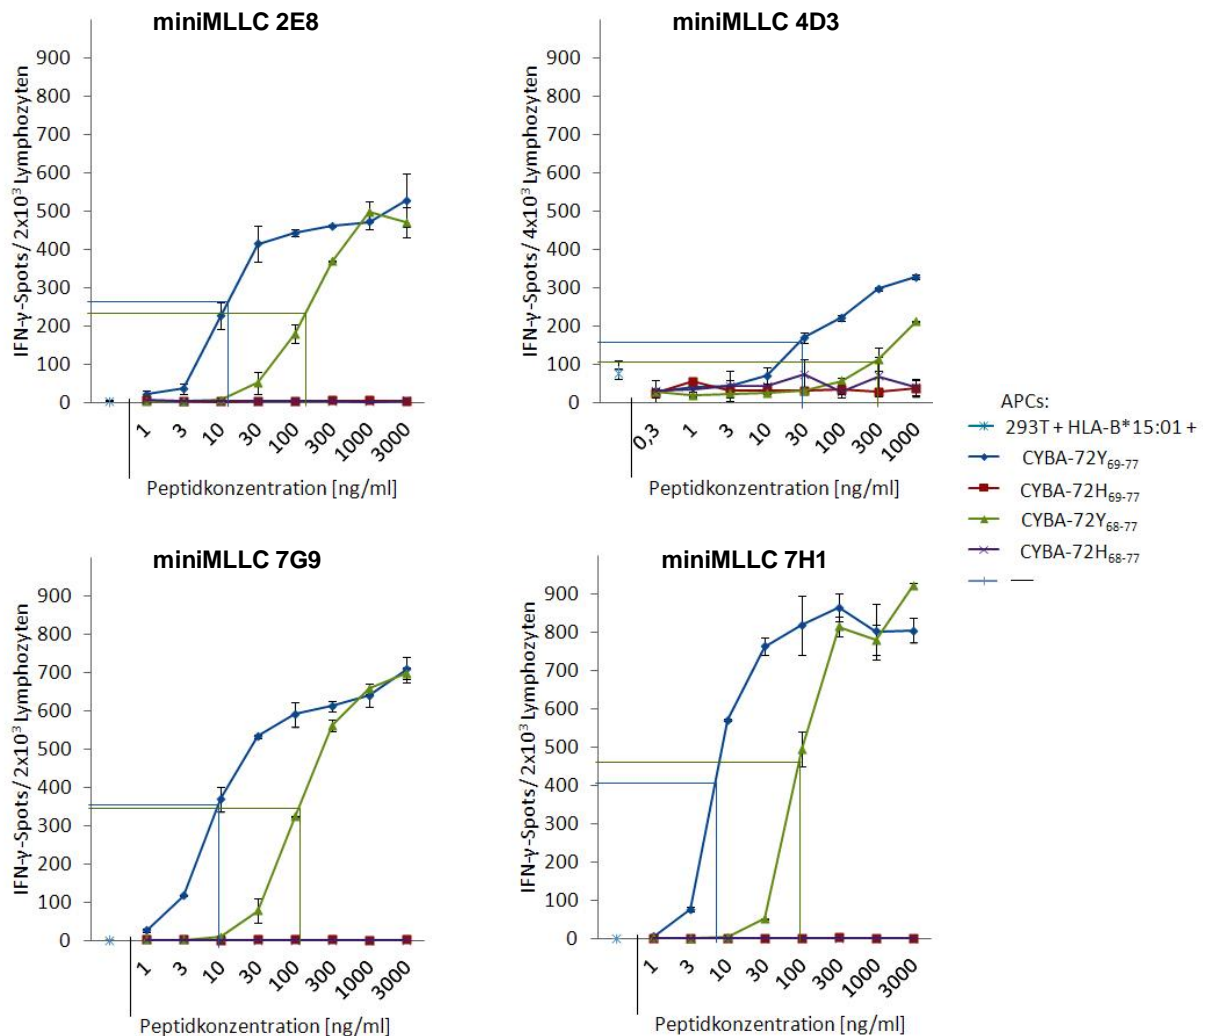 miniMLLC 2E8
IFN-γ-Spots/ 2x10³ Lymphozyten
900
800
700
600
500
400
300
200
100
0
1 3 10 30 100 300 1000 3000
Peptidkonzentration [ng/ml]
miniMLLC 4D3
IFN-γ-Spots/ 4x10³ Lymphozyten
900
800
700
600
500
400
300
200
100
0
0,3 1 3 10 30 100 300 1000
Peptidkonzentration [ng/ml]
APCs:
293T + HLA-B*15:01 +
CYBA-72Y₆₉₋₇₇
CYBA-72H₆₉₋₇₇
CYBA-72Y₆₈₋₇₇
CYBA-72H₆₈₋₇₇
—
miniMLLC 7G9
IFN-γ-Spots/ 2x10³ Lymphozyten
900
800
700
600
500
400
300
200
100
0
1 3 10 30 100 300 1000 3000
Peptidkonzentration [ng/ml]
miniMLLC 7H1
IFN-γ-Spots/ 2x10³ Lymphozyten
900
800
700
600
500
400
300
200
100
0
1 3 10 30 100 300 1000 3000
Peptidkonzentration [ng/ml]